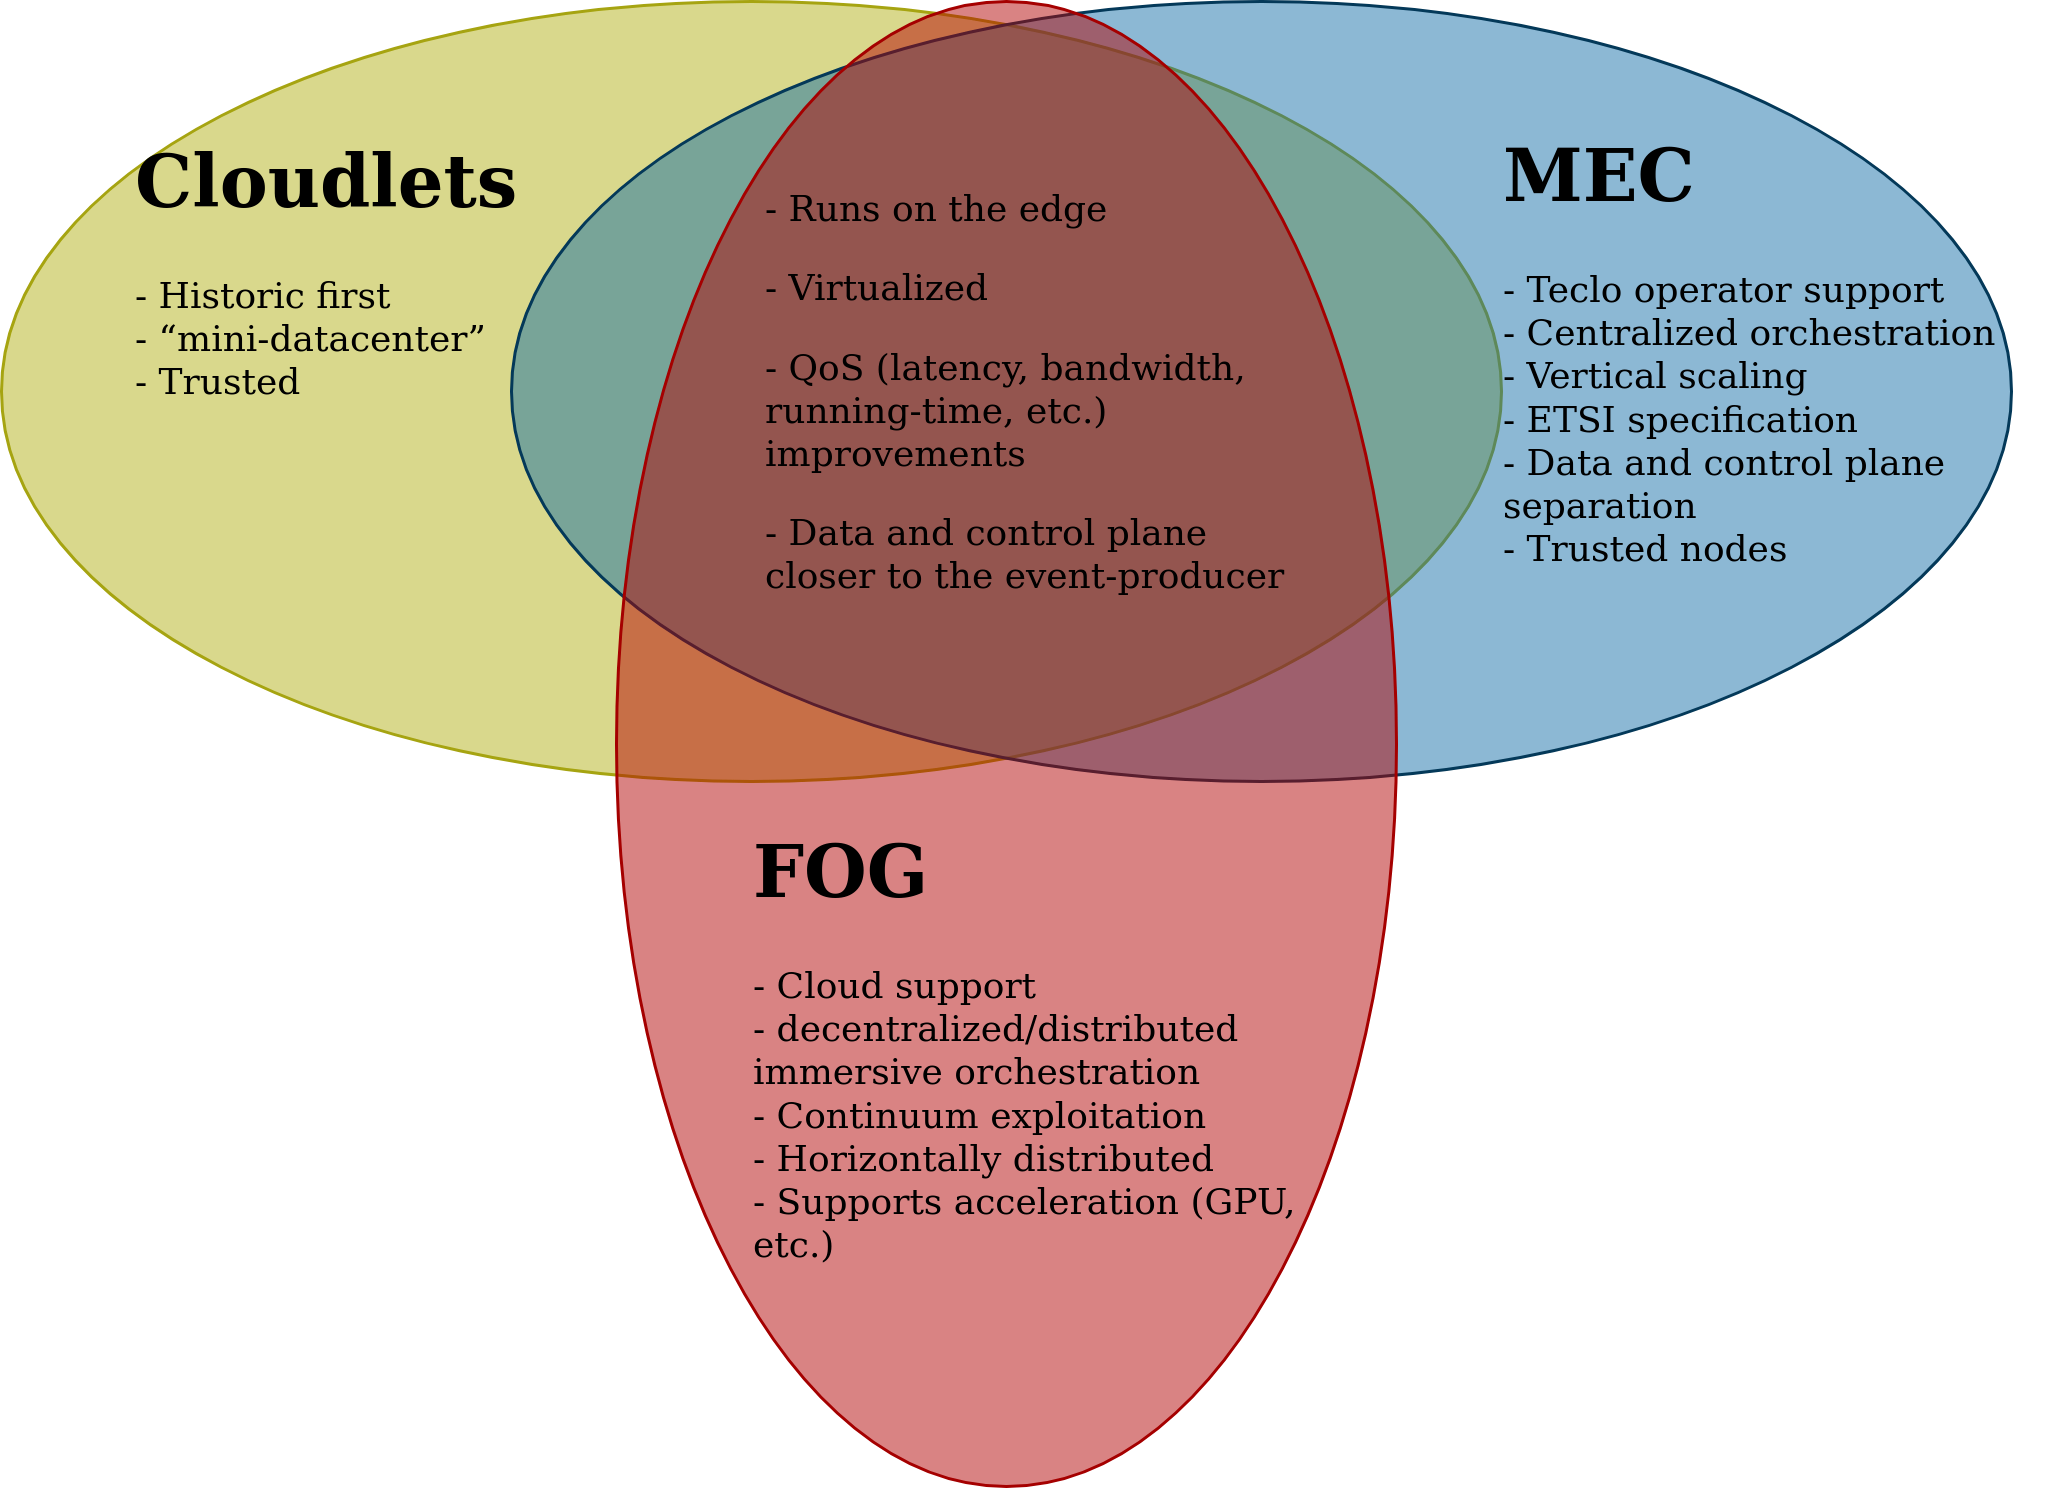 Cloudlets
- Historic first
- “mini-datacenter”
- Trusted
- Runs on the edge
- Virtualized
- QoS (latency, bandwidth,
running-time, etc.)
improvements
- Data and control plane
closer to the event-producer
MEC
- Teclo operator support
- Centralized orchestration
- Vertical scaling
- ETSI specification
- Data and control plane
separation
- Trusted nodes
FOG
- Cloud support
- decentralized/distributed
immersive orchestration
- Continuum exploitation
- Horizontally distributed
- Supports acceleration (GPU,
etc.)